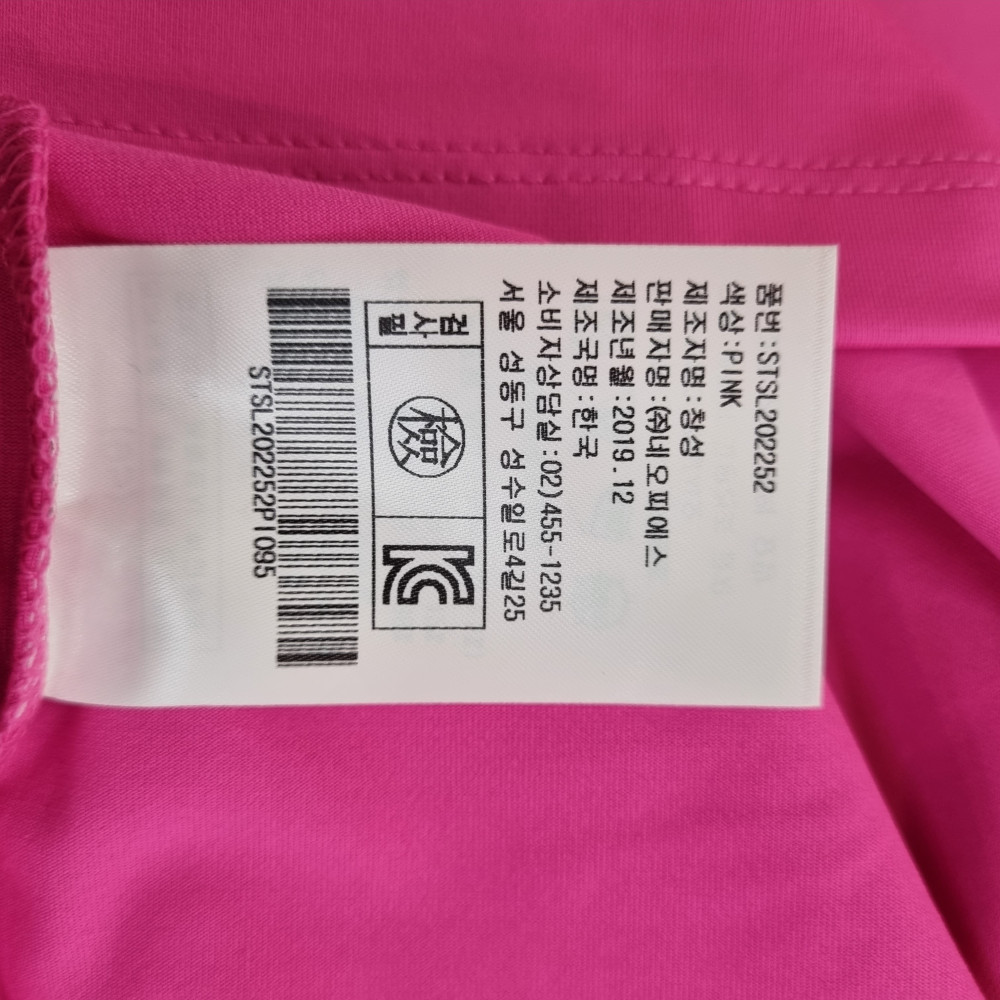 품번:STSL202252
색상:PINK
제조자명:창성
판매자명:(주)네오피에스
제조년월:2019.12
제조국명:한국
소비자상담실:02)455-1235
서울 성동구 성수일로4길25
검사필
檢
KC
STSL202252PI095